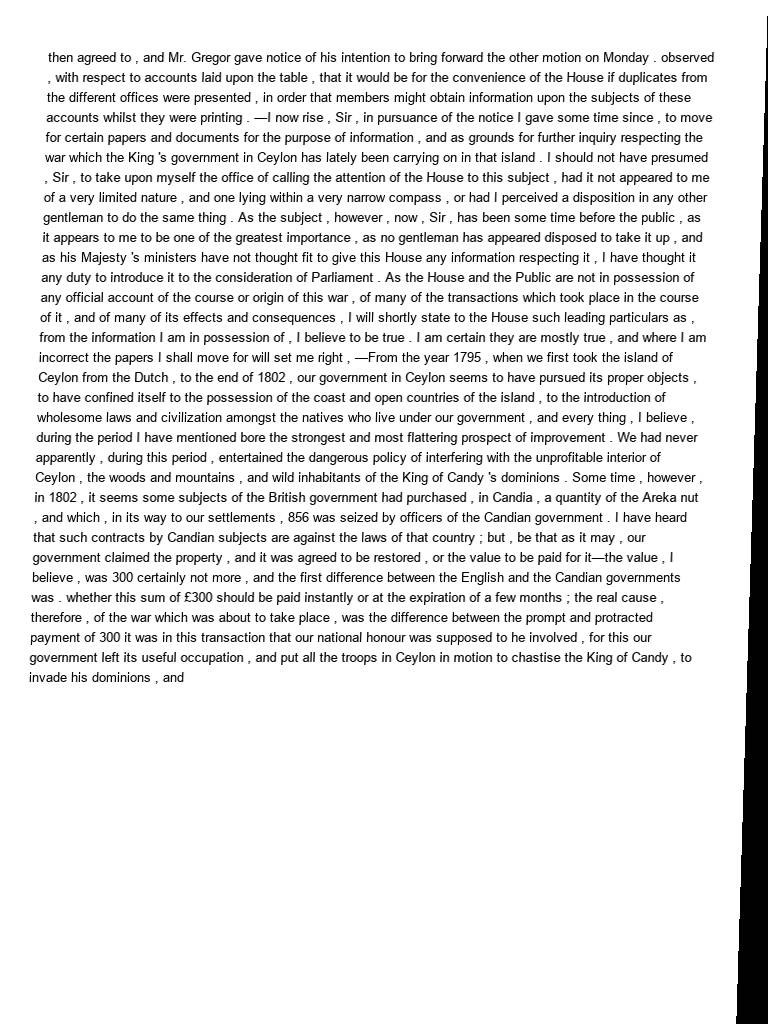 then agreed to , and Mr. Gregor gave notice of his intention to bring forward the other motion on Monday . observed
, with respect to accounts laid upon the table , that it would be for the convenience of the House if duplicates from
the different offices were presented , in order that members might obtain information upon the subjects of these
accounts whilst they were printing . —I now rise , Sir , in pursuance of the notice I gave some time since , to move
for certain papers and documents for the purpose of information , and as grounds for further inquiry respecting the
war which the King 's government in Ceylon has lately been carrying on in that island . I should not have presumed
, Sir , to take upon myself the office of calling the attention of the House to this subject , had it not appeared to me
of a very limited nature , and one lying within a very narrow compass , or had I perceived a disposition in any other
gentleman to do the same thing . As the subject , however , now , Sir , has been some time before the public , as
it appears to me to be one of the greatest importance , as no gentleman has appeared disposed to take it up , and
as his Majesty 's ministers have not thought fit to give this House any information respecting it , I have thought it
any duty to introduce it to the consideration of Parliament . As the House and the Public are not in possession of
any official account of the course or origin of this war , of many of the transactions which took place in the course
of it , and of many of its effects and consequences , I will shortly state to the House such leading particulars as ,
from the information I am in possession of , I believe to be true . I am certain they are mostly true , and where I am
incorrect the papers I shall move for will set me right , —From the year 1795 , when we first took the island of
Ceylon from the Dutch , to the end of 1802 , our government in Ceylon seems to have pursued its proper objects ,
to have confined itself to the possession of the coast and open countries of the island , to the introduction of
wholesome laws and civilization amongst the natives who live under our government , and every thing , I believe ,
during the period I have mentioned bore the strongest and most flattering prospect of improvement . We had never
apparently , during this period , entertained the dangerous policy of interfering with the unprofitable interior of
Ceylon , the woods and mountains , and wild inhabitants of the King of Candy 's dominions . Some time , however ,
in 1802 , it seems some subjects of the British government had purchased , in Candia , a quantity of the Areka nut
, and which , in its way to our settlements , 856 was seized by officers of the Candian government . I have heard
that such contracts by Candian subjects are against the laws of that country ; but , be that as it may , our
government claimed the property , and it was agreed to be restored , or the value to be paid for it—the value , I
believe , was 300 certainly not more , and the first difference between the English and the Candian governments
was . whether this sum of £300 should be paid instantly or at the expiration of a few months ; the real cause ,
therefore , of the war which was about to take place , was the difference between the prompt and protracted
payment of 300 it was in this transaction that our national honour was supposed to he involved , for this our
government left its useful occupation , and put all the troops in Ceylon in motion to chastise the King of Candy , to
invade his dominions , and